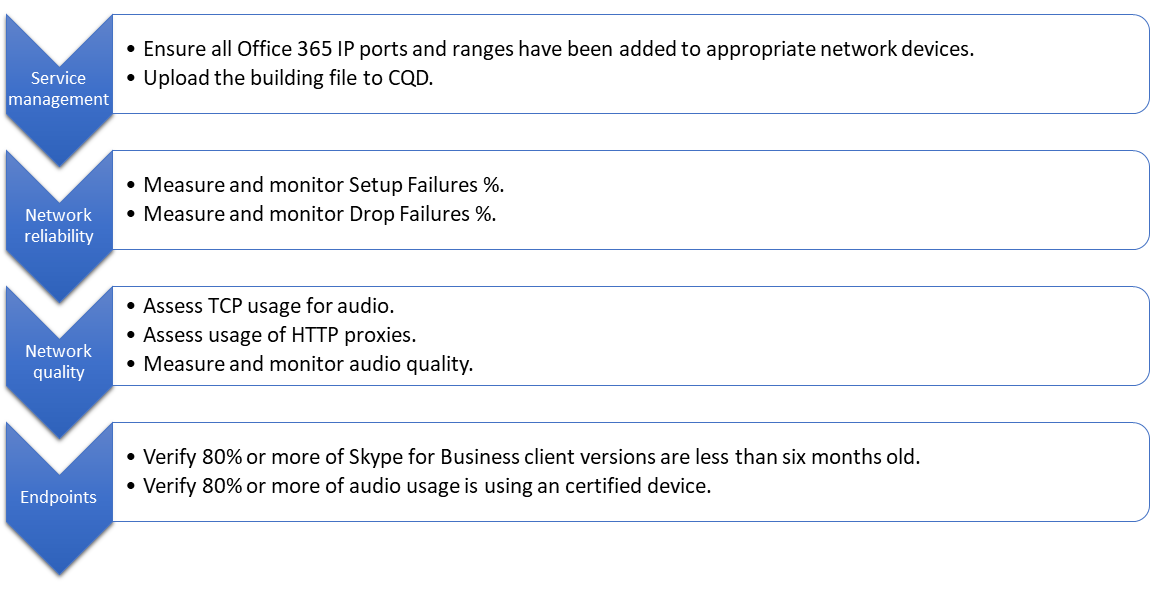 Service
management
• Ensure all Office 365 IP ports and ranges have been added to appropriate network devices.
• Upload the building file to CQD.
Network
reliability
• Measure and monitor Setup Failures %.
• Measure and monitor Drop Failures %.
Network
quality
• Assess TCP usage for audio.
• Assess usage of HTTP proxies.
• Measure and monitor audio quality.
Endpoints
• Verify 80% or more of Skype for Business client versions are less than six months old.
• Verify 80% or more of audio usage is using an certified device.